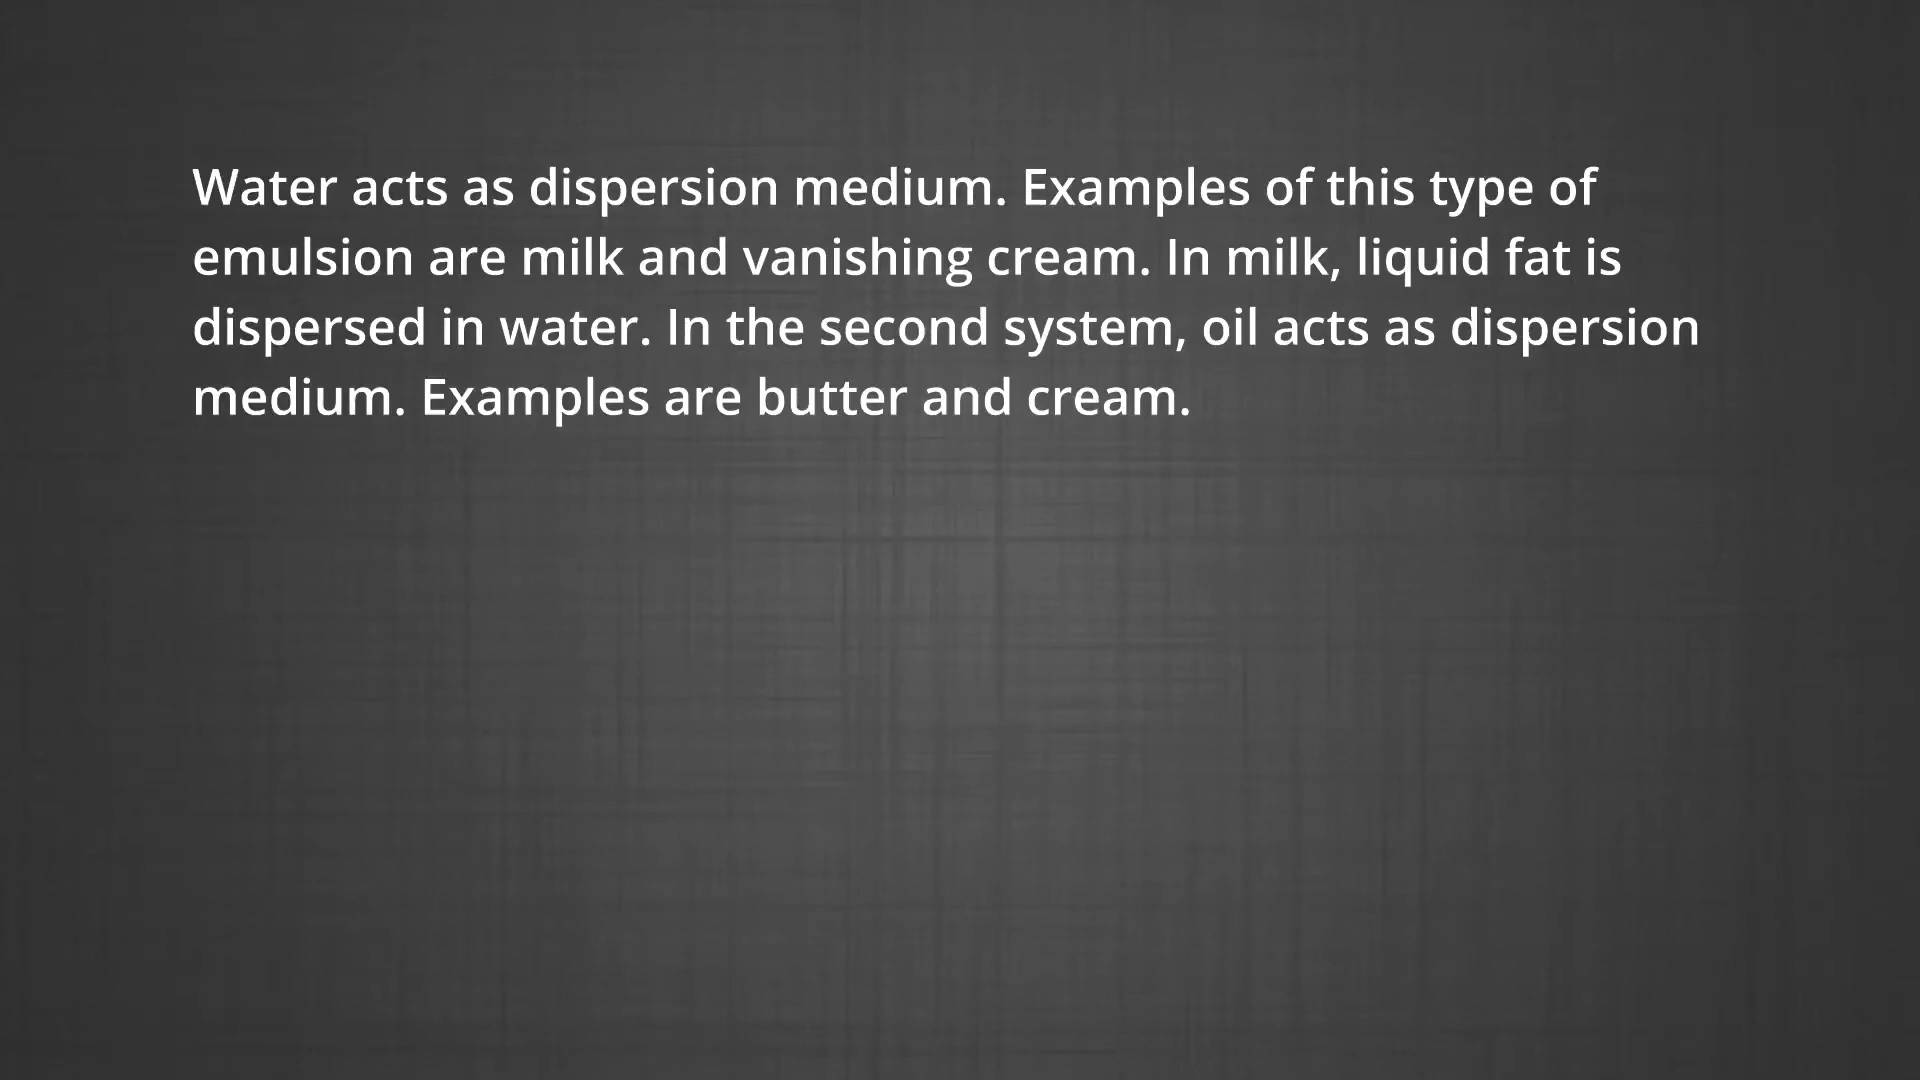 Water acts as dispersion medium. Examples of this type of
emulsion are milk and vanishing cream. In milk, liquid fat is
dispersed in water. In the second system, oil acts as dispersion
medium. Examples are butter and cream.